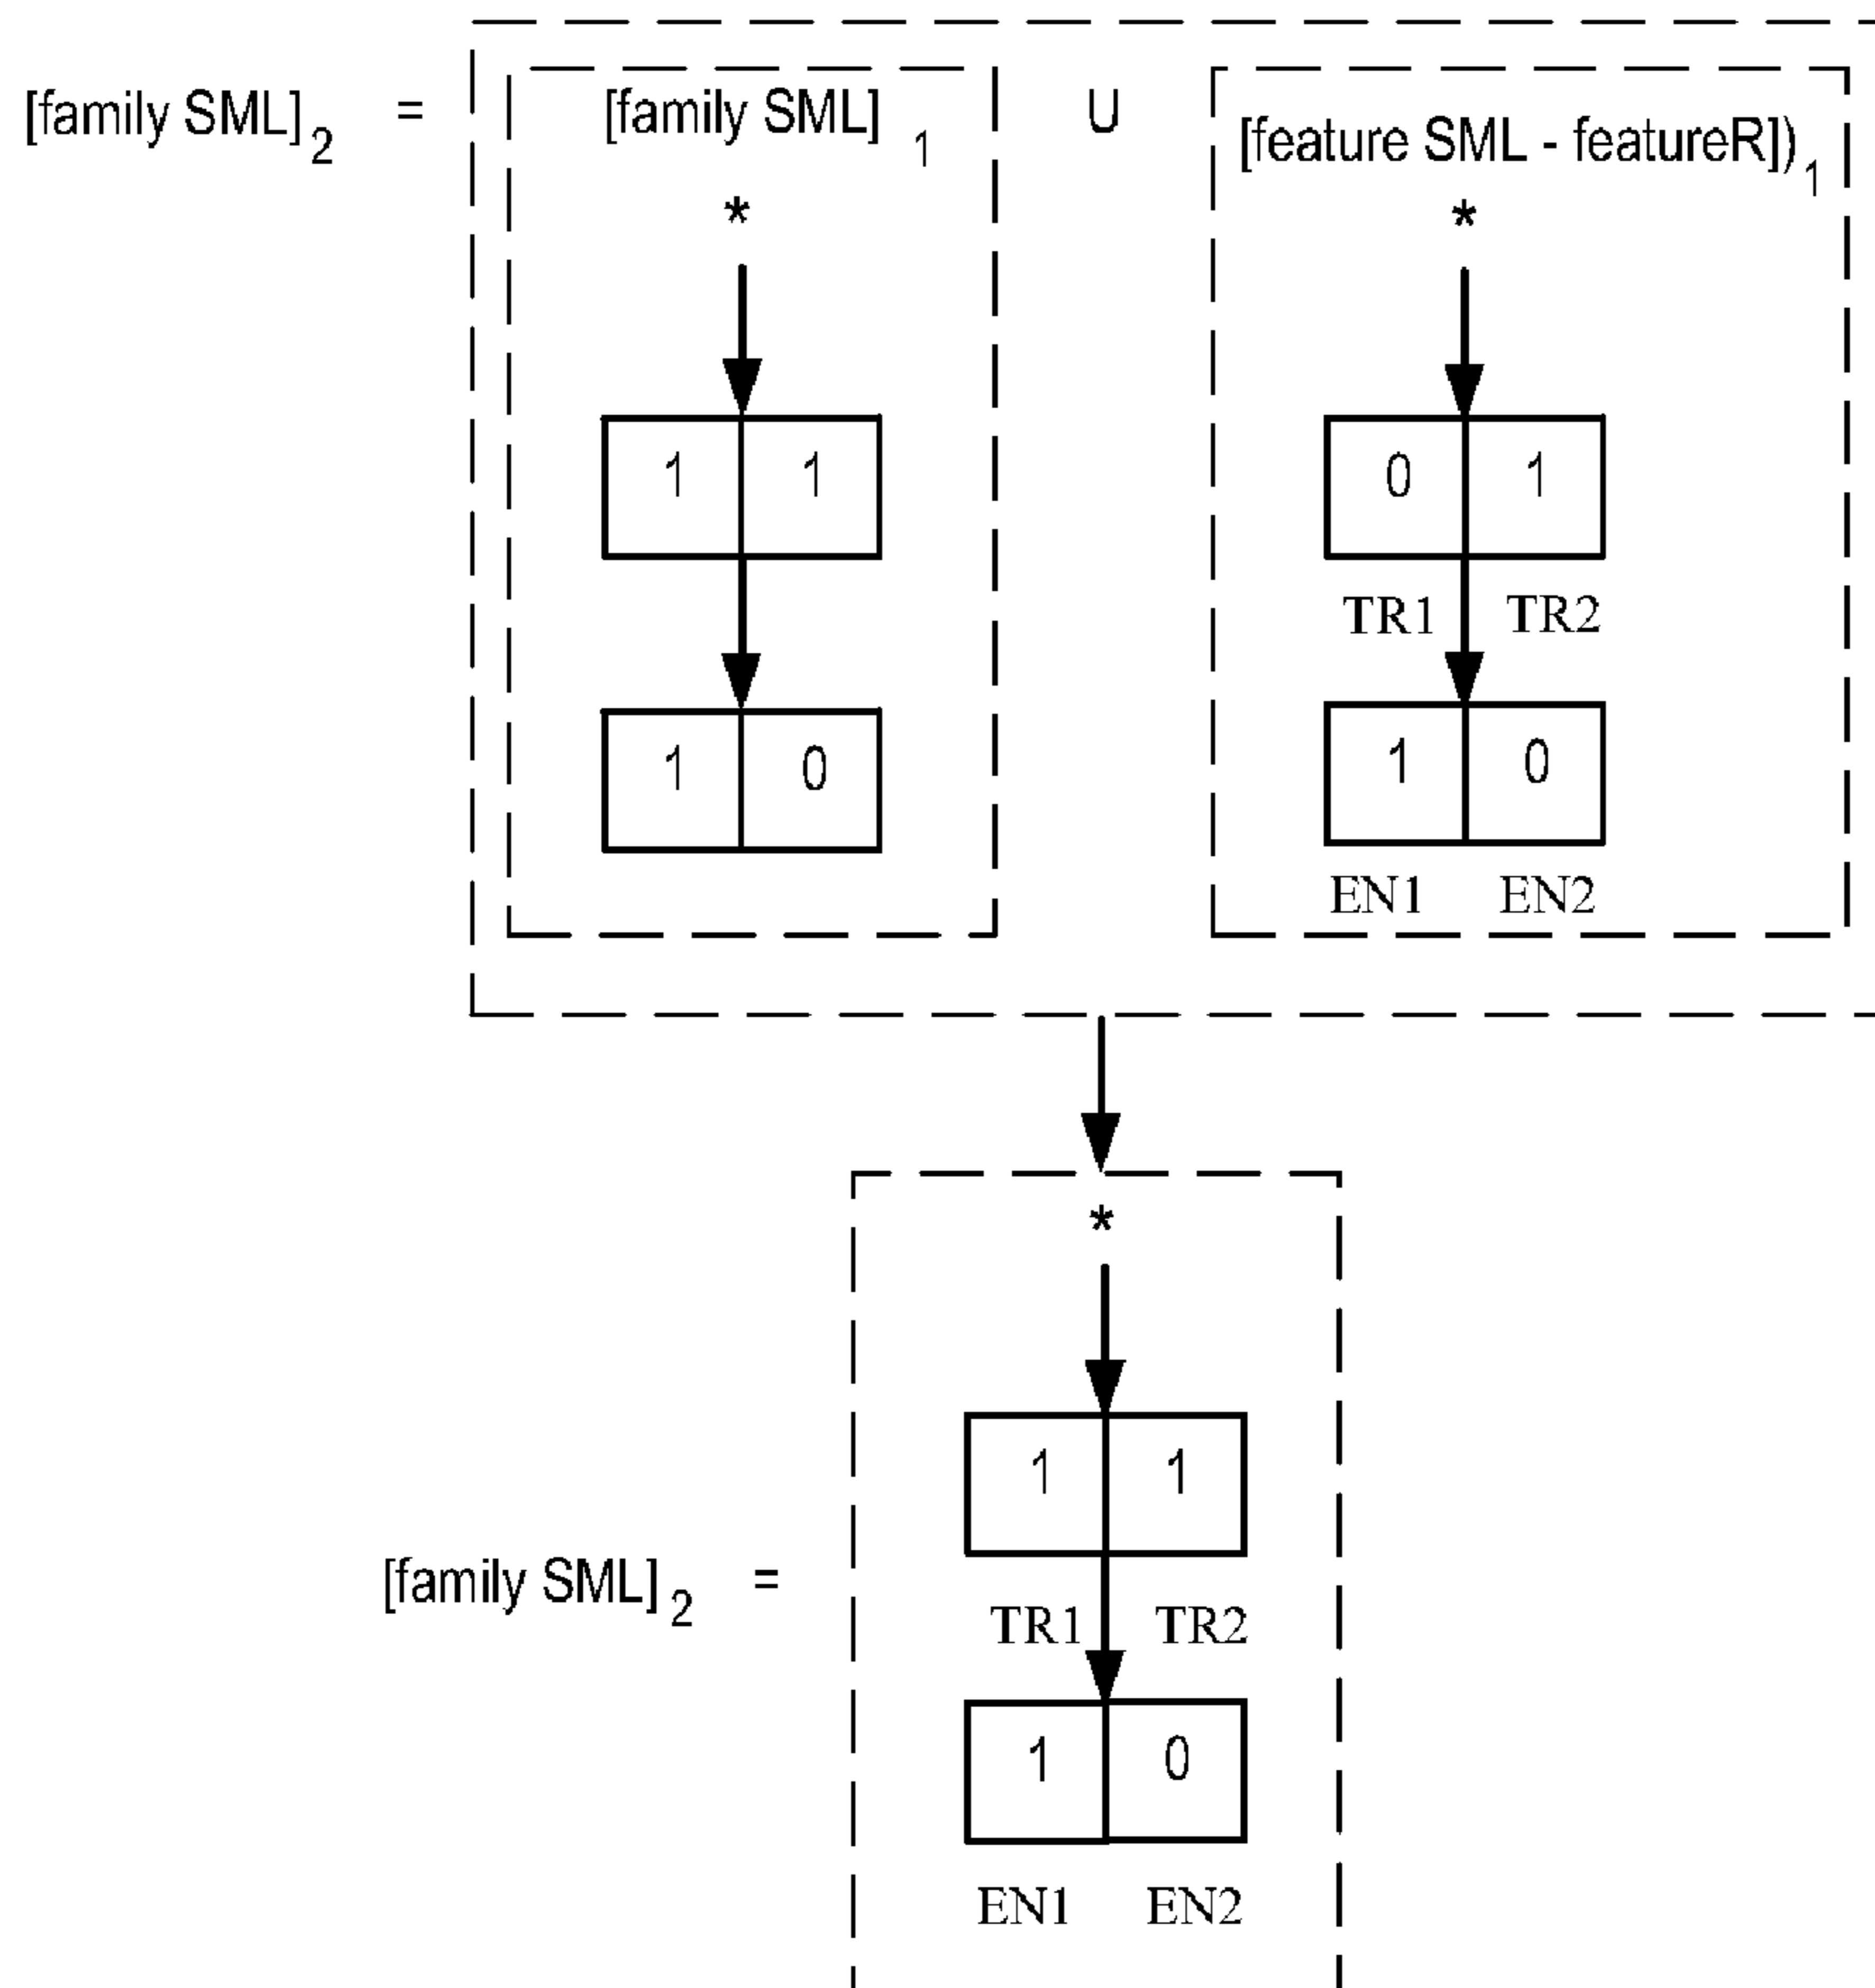 [family SML]2 = [family SML]1 U [feature SML - featureR])1
* *
1 1 0 1
TR1 TR2
1 0 1 0
EN1 EN2
*
1 1
[family SML]2 =
TR1 TR2
1 0
EN1 EN2